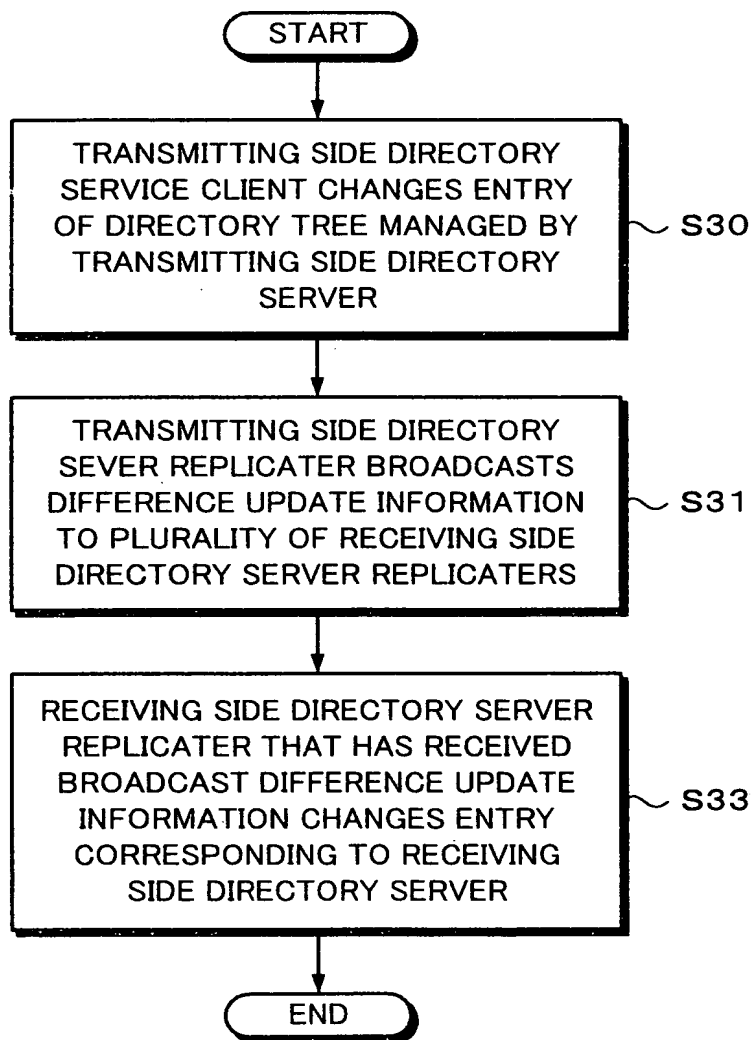 START
TRANSMITTING SIDE DIRECTORY
SERVICE CLIENT CHANGES ENTRY
OF DIRECTORY TREE MANAGED BY
TRANSMITTING SIDE DIRECTORY
SERVER
S30
TRANSMITTING SIDE DIRECTORY
SEVER REPLICATER BROADCASTS
DIFFERENCE UPDATE INFORMATION
TO PLURALITY OF RECEIVING SIDE
DIRECTORY SERVER REPLICATERS
S31
RECEIVING SIDE DIRECTORY SERVER
REPLICATER THAT HAS RECEIVED
BROADCAST DIFFERENCE UPDATE
INFORMATION CHANGES ENTRY
CORRESPONDING TO RECEIVING
SIDE DIRECTORY SERVER
S33
END